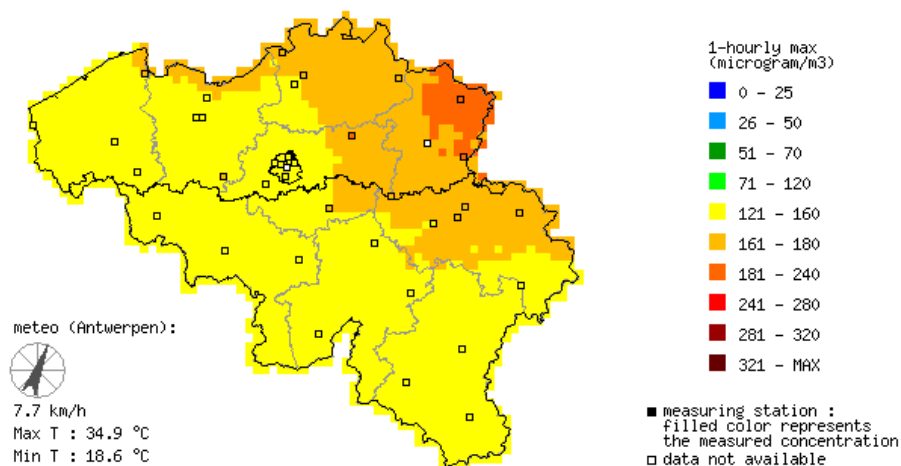 1-hourly max
(microgram/m3)
0 - 25
26 - 50
51 - 70
71 - 120
121 - 160
161 - 180
181 - 240
241 - 280
281 - 320
321 - MAX
meteo (Antwerpen):
7.7 km/h
Max T : 34.9 °C
Min T : 18.6 °C
measuring station :
filled color represents
the measured concentration
data not available